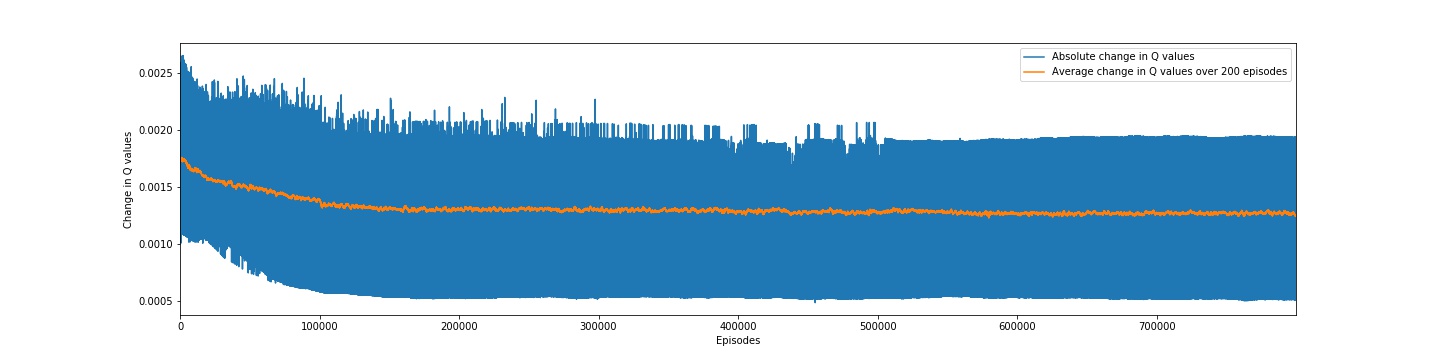 Absolute change in Q values
Average change in Q values over 200 episodes
Change in Q values
0.0025
0.0020
0.0015
0.0010
0.0005
0 100000 200000 300000 400000 500000 600000 700000
Episodes